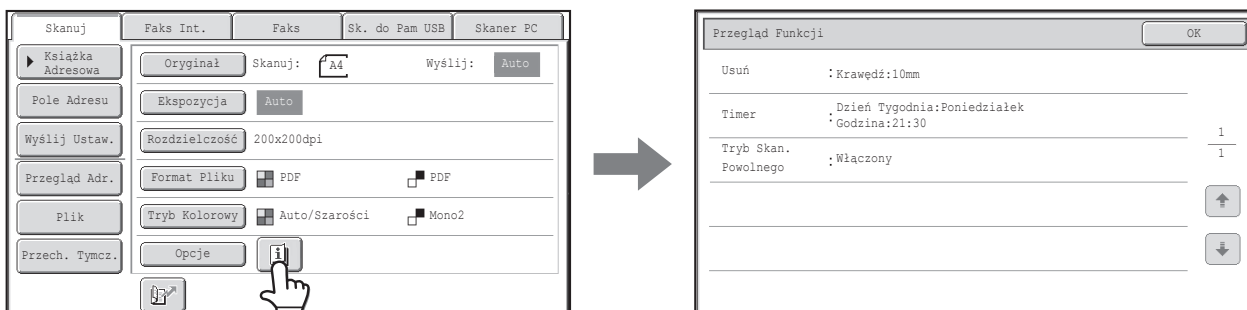 Skanuj Faks Int. Faks Sk. do Pam USB Skaner PC
Książka
Adresowa
Oryginał Skanuj: A4 Wyślij: Auto
Pole Adresu Ekspozycja Auto
Wyślij Ustaw. Rozdzielczość 200x200dpi
Przegląd Adr. Format Pliku PDF PDF
Plik Tryb Kolorowy Auto/Szarości Mono2
Przech. Tymcz. Opcje
Przegląd Funkcji OK
Usuń :Krawędź:10mm
Timer :Dzień Tygodnia:Poniedziałek
Godzina:21:30
Tryb Skan.
Powolnego :Włączony
1
1